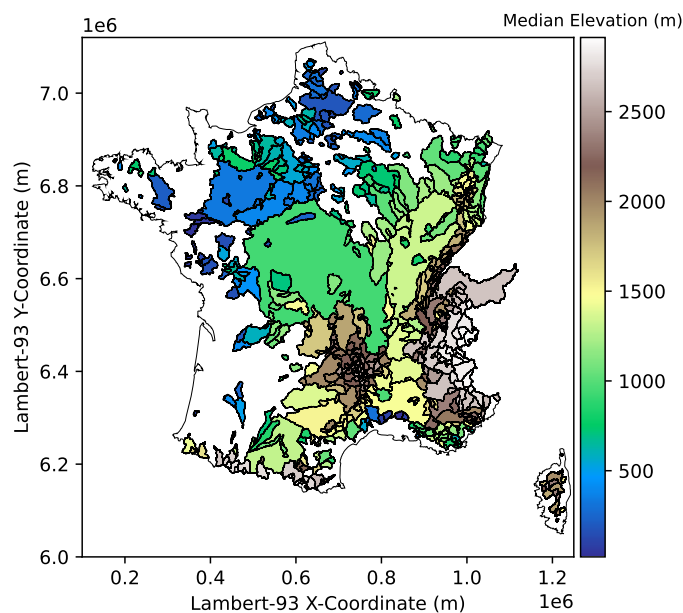 1e6
Median Elevation (m)
7.0
6.8
6.6
6.4
6.2
6.0
Lambert-93 Y-Coordinate (m)
2500
2000
1500
1000
500
0.2 0.4 0.6 0.8 1.0 1.2
1e6
Lambert-93 X-Coordinate (m)